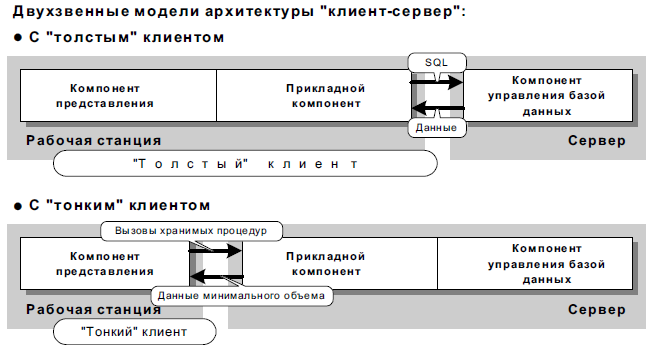 Двухзвенные модели архитектуры "клиент-сервер":
● С "толстым" клиентом
SQL
Компонент
представления
Прикладной
компонент
Компонент
управления базой
данных
Данные
Рабочая станция
Сервер
"Толстый" клиент
● С "тонким" клиентом
Вызовы хранимых процедур
Компонент
представления
Прикладной
компонент
Компонент
управления базой
данных
Данные минимального объема
Рабочая станция
Сервер
"Тонкий" клиент